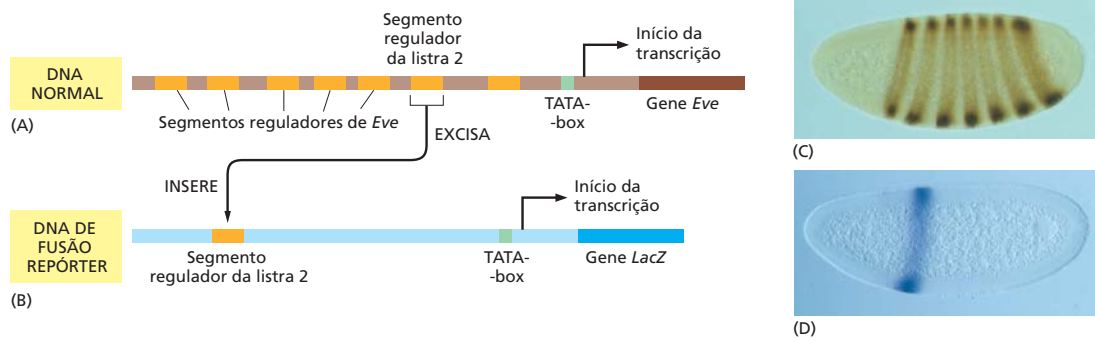 Segmento
regulador
da listra 2
Início da
transcrição
DNA
NORMAL
(A)
Segmentos reguladores de Eve
TATA-
-box
Gene Eve
EXCISA
INSERE
Início da
transcrição
DNA DE
FUSÃO
REPÓRTER
(B)
Segmento
regulador da listra 2
TATA-
-box
Gene LacZ
(C)
(D)